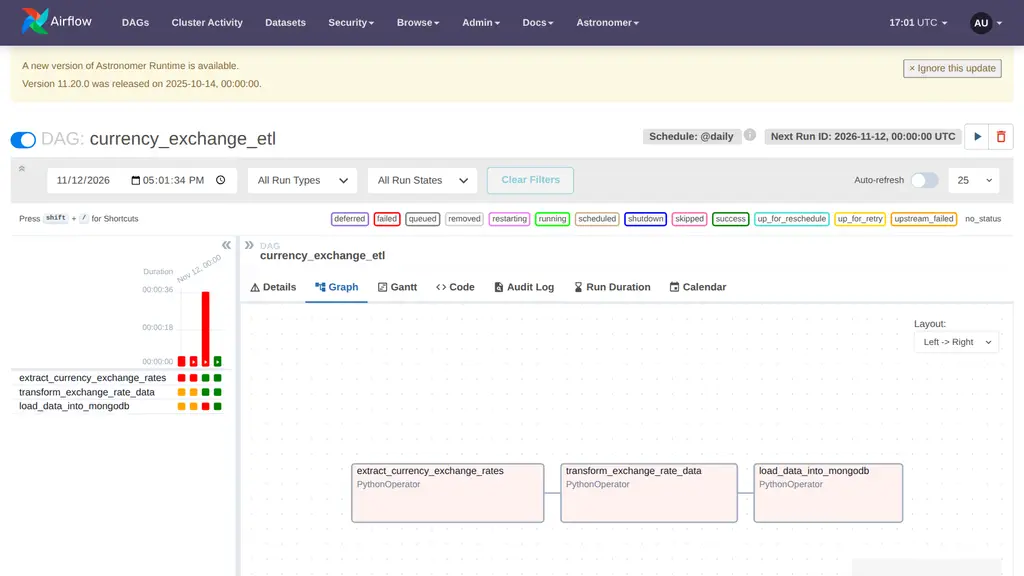 Airflow DAGs Cluster Activity Datasets Security Browse Admin Docs Astronomer 17:01 UTC AU
A new version of Astronomer Runtime is available.
Version 11.20.0 was released on 2025-10-14, 00:00:00.
× Ignore this update
DAG: currency_exchange_etl
Schedule: @daily Next Run ID: 2026-11-12, 00:00:00 UTC
11/12/2026 05:01:34 PM All Run Types All Run States Clear Filters Auto-refresh 25
Press shift + / for Shortcuts
deferred failed queued removed restarting running scheduled shutdown skipped success up_for_reschedule up_for_retry upstream_failed no_status
Duration
Nov 12, 00:00
00:00:36
00:00:18
00:00:00
extract_currency_exchange_rates
transform_exchange_rate_data
load_data_into_mongodb
DAG
currency_exchange_etl
Details Graph Gantt Code Audit Log Run Duration Calendar
Layout:
Left -> Right
extract_currency_exchange_rates
PythonOperator
transform_exchange_rate_data
PythonOperator
load_data_into_mongodb
PythonOperator